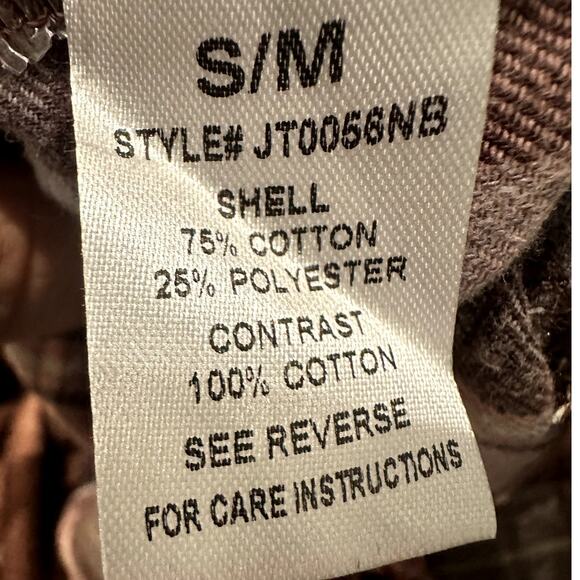 S/M
STYLE# JT0056NB
SHELL
75% COTTON
25% POLYESTER
CONTRAST
100% COTTON
SEE REVERSE
FOR CARE INSTRUCTIONS